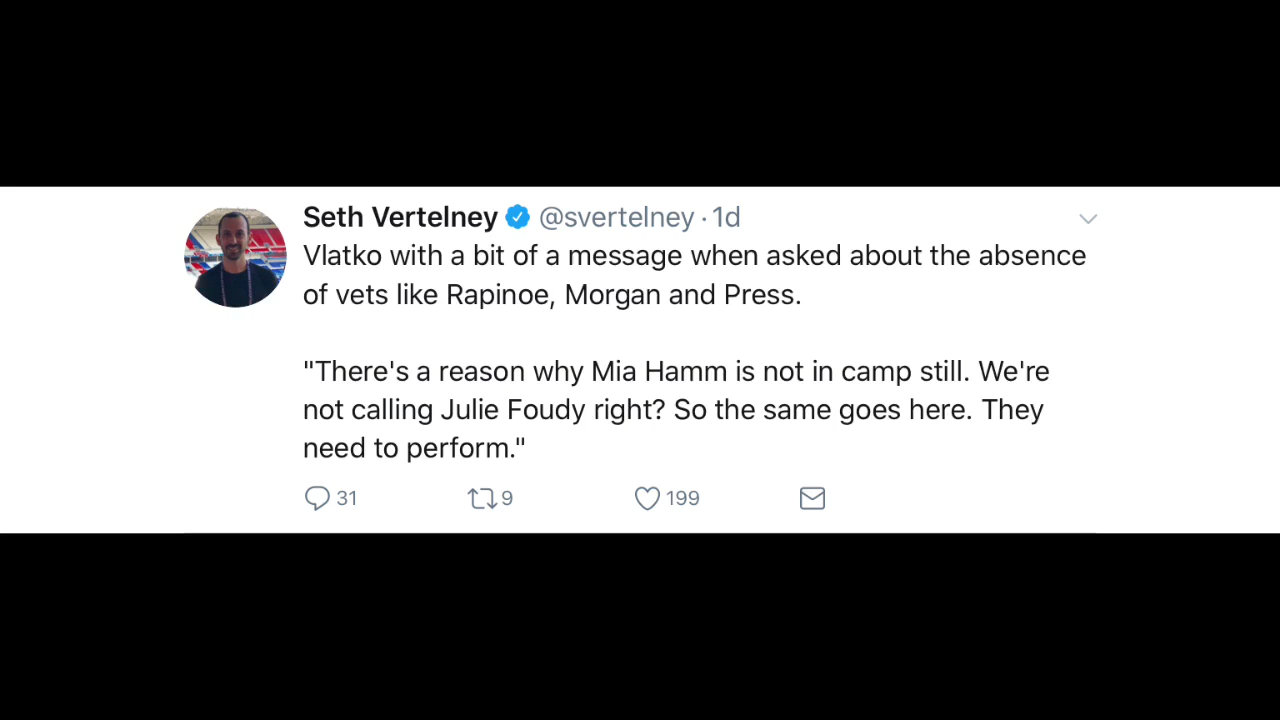 Seth Vertelney @svertelney · 1d
Vlatko with a bit of a message when asked about the absence
of vets like Rapinoe, Morgan and Press.
"There's a reason why Mia Hamm is not in camp still. We're
not calling Julie Foudy right? So the same goes here. They
need to perform."
31 9 199